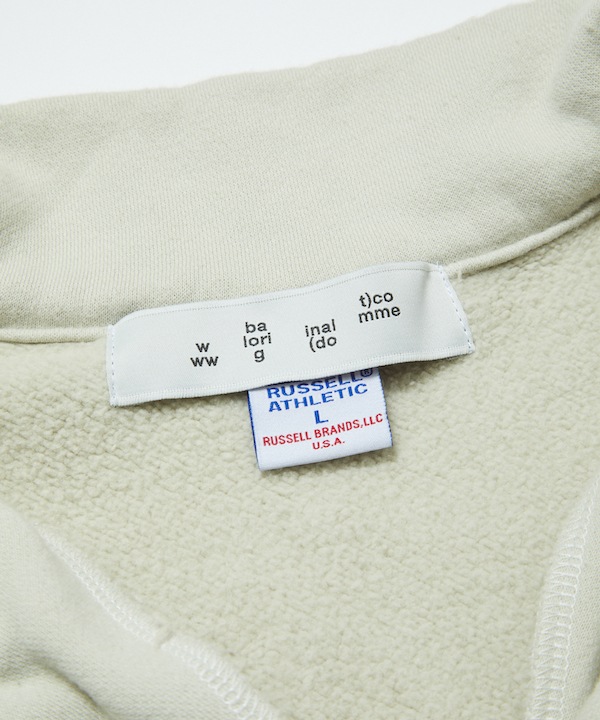 w
ww
ba
lori
g
inal
(do
t)co
mme
RUSSELL®
ATHLETIC
L
RUSSELL BRANDS,LLC
U.S.A.